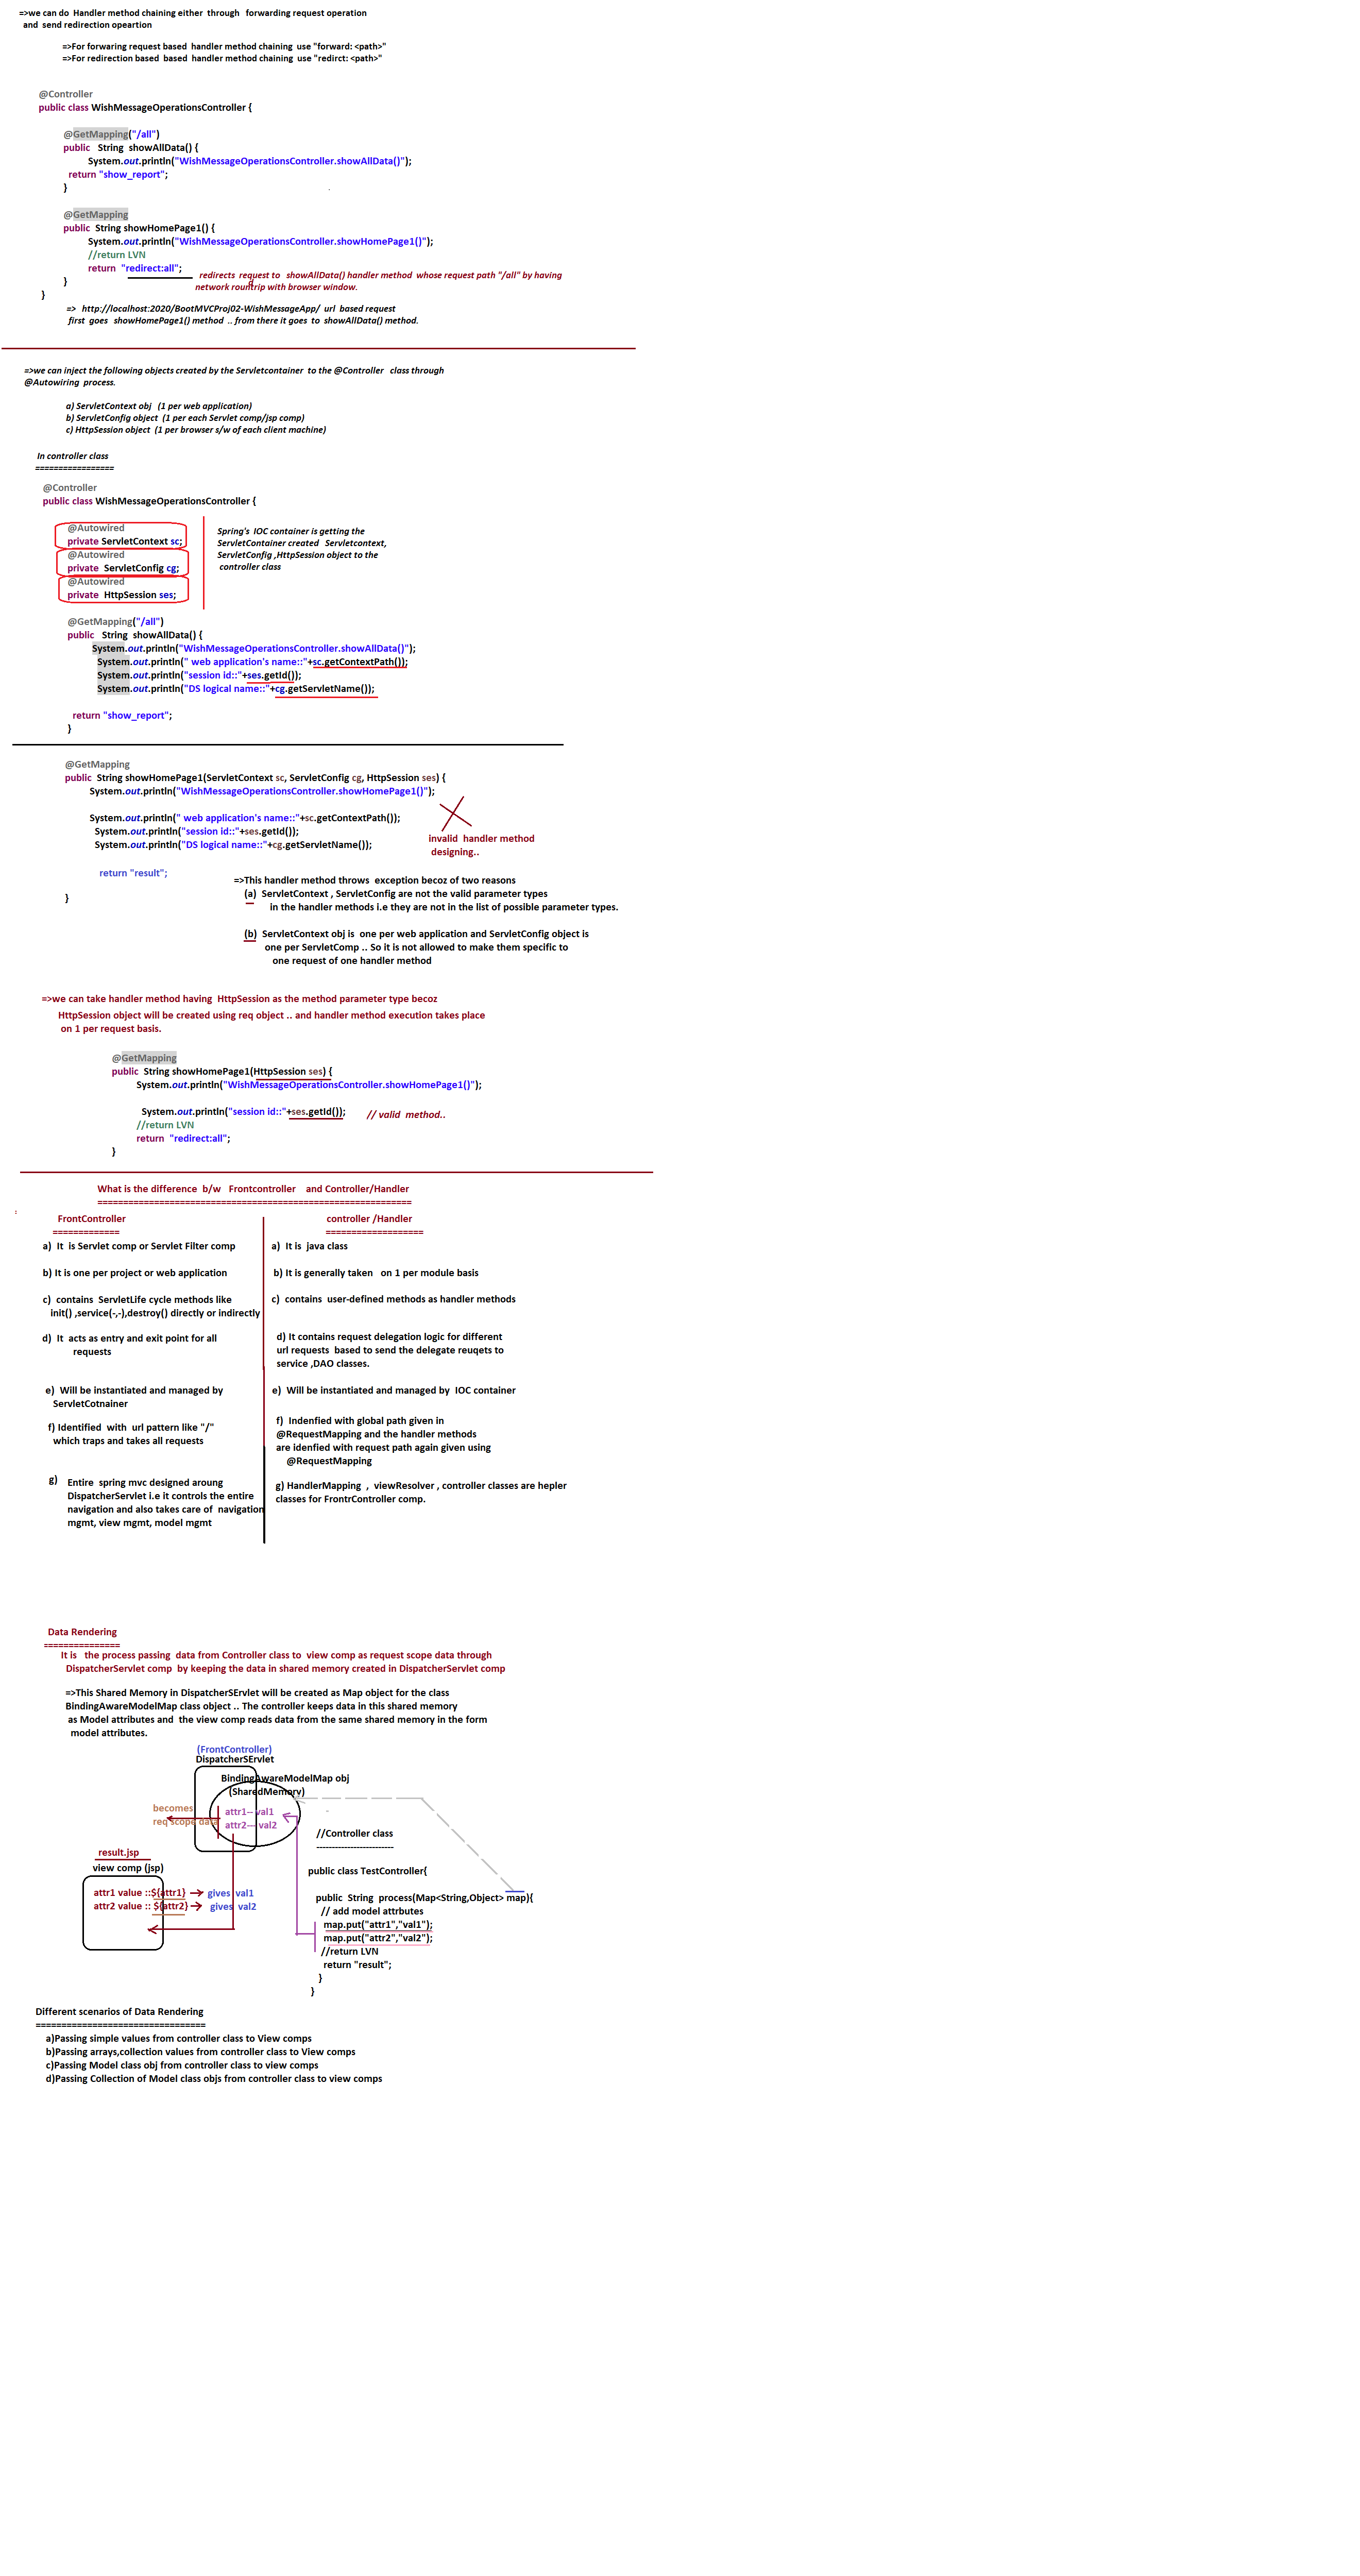 =>we can do Handler method chaining either through forwarding request operation
and send redirection opeartion
=>For forwaring request based handler method chaining use "forward: <path>"
=>For redirection based based handler method chaining use "redirct: <path>"
@Controller
public class WishMessageOperationsController {
@GetMapping("/all")
public String showAllData() {
System.out.println("WishMessageOperationsController.showAllData()");
return "show_report";
}
@GetMapping
public String showHomePage1() {
System.out.println("WishMessageOperationsController.showHomePage1()");
//return LVN
return "redirect:all";
redirects request to showAllData() handler method whose request path "/all" by having
}
network rountrip with browser window.
d
}
=> http://localhost:2020/BootMVCProj02-WishMessageApp/ url based request
first goes showHomePage1() method .. from there it goes to showAllData() method.
=>we can inject the following objects created by the Servletcontainer to the @Controller class through
@Autowiring process.
a) ServletContext obj (1 per web application)
b) ServletConfig object (1 per each Servlet comp/jsp comp)
c) HttpSession object (1 per browser s/w of each client machine)
In controller class
=================
@Controller
public class WishMessageOperationsController {
@Autowired
private ServletContext sc;
@Autowired
private ServletConfig cg;
@Autowired
private HttpSession ses;
Spring's IOC container is getting the
ServletContainer created Servletcontext,
ServletConfig ,HttpSession object to the
controller class
@GetMapping("/all")
public String showAllData() {
System.out.println("WishMessageOperationsController.showAllData()");
System.out.println(" web application's name::"+sc.getContextPath());
System.out.println("session id::"+ses.getId());
System.out.println("DS logical name::"+cg.getServletName());
return "show_report";
}
@GetMapping
public String showHomePage1(ServletContext sc, ServletConfig cg, HttpSession ses) {
System.out.println("WishMessageOperationsController.showHomePage1()");
System.out.println(" web application's name::"+sc.getContextPath());
System.out.println("session id::"+ses.getId());
System.out.println("DS logical name::"+cg.getServletName());
invalid handler method
designing..
return "result";
}
=>This handler method throws exception becoz of two reasons
(a) ServletContext , ServletConfig are not the valid parameter types
in the handler methods i.e they are not in the list of possible parameter types.
(b) ServletContext obj is one per web application and ServletConfig object is
one per ServletComp .. So it is not allowed to make them specific to
one request of one handler method
=>we can take handler method having HttpSession as the method parameter type becoz
HttpSession object will be created using req object .. and handler method execution takes place
on 1 per request basis.
@GetMapping
public String showHomePage1(HttpSession ses) {
System.out.println("WishMessageOperationsController.showHomePage1()");
System.out.println("session id::"+ses.getId()); // valid method..
//return LVN
return "redirect:all";
}
What is the difference b/w Frontcontroller and Controller/Handler
============================================================
FrontController
=============
a) It is Servlet comp or Servlet Filter comp
b) It is one per project or web application
c) contains ServletLife cycle methods like
init() ,service(-,-),destroy() directly or indirectly
d) It acts as entry and exit point for all
requests
e) Will be instantiated and managed by
ServletCotnainer
f) Identified with url pattern like "/"
which traps and takes all requests
g) Entire spring mvc designed aroung
DispatcherServlet i.e it controls the entire
navigation and also takes care of navigation
mgmt, view mgmt, model mgmt
controller /Handler
===================
a) It is java class
b) It is generally taken on 1 per module basis
c) contains user-defined methods as handler methods
d) It contains request delegation logic for different
url requests based to send the delegate reuqets to
service ,DAO classes.
e) Will be instantiated and managed by IOC container
f) Indenfied with global path given in
@RequestMapping and the handler methods
are idenfied with request path again given using
@RequestMapping
g) HandlerMapping , viewResolver , controller classes are hepler
classes for FrontrController comp.
Data Rendering
===============
It is the process passing data from Controller class to view comp as request scope data through
DispatcherServlet comp by keeping the data in shared memory created in DispatcherServlet comp
=>This Shared Memory in DispatcherSErvlet will be created as Map object for the class
BindingAwareModelMap class object .. The controller keeps data in this shared memory
as Model attributes and the view comp reads data from the same shared memory in the form
model attributes.
(FrontController)
DispatcherSErvlet
BindingAwareModelMap obj
(SharedMemory)
attr1-- val1
attr2--- val2
becomes
req scope data
result.jsp
view comp (jsp)
attr1 value ::${attr1} gives val1
attr2 value :: ${attr2} gives val2
//Controller class
-------------------------
public class TestController{
public String process(Map<String,Object> map){
// add model attrbutes
map.put("attr1","val1");
map.put("attr2","val2");
//return LVN
return "result";
}
}
Different scenarios of Data Rendering
=================================
a)Passing simple values from controller class to View comps
b)Passing arrays,collection values from controller class to View comps
c)Passing Model class obj from controller class to view comps
d)Passing Collection of Model class objs from controller class to view comps